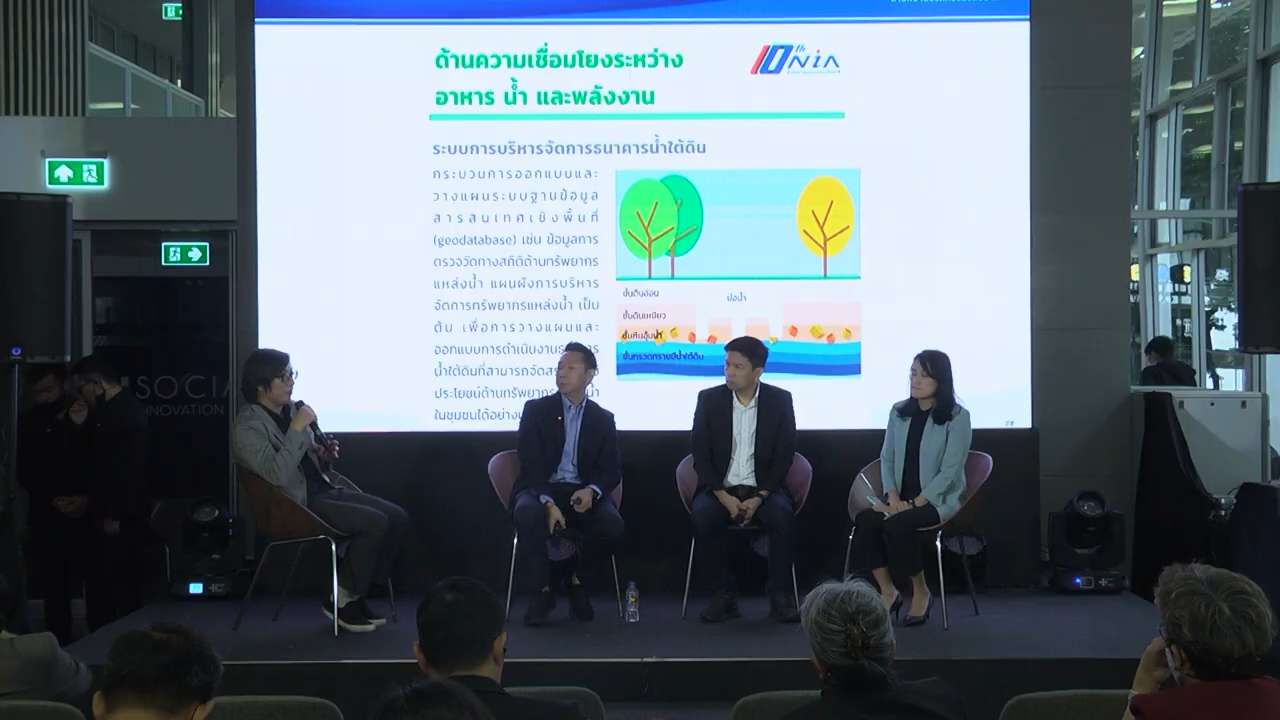 ด้านความเชื่อมโยงระหว่าง
อาหาร น้ำ และพลังงาน
10th NIA
ระบบการบริหารจัดการธนาคารน้ำใต้ดิน
กระบวนการออกแบบและ
วางแผนระบบฐานข้อมูล
สารสนเทศเชิงพื้นที่
(geodatabase) เช่น ข้อมูลการ
ตรวจวัดทางสถิติด้านทรัพยากร
แหล่งน้ำ แผนผังการบริหาร
จัดการทรัพยากรแหล่งน้ำ เป็น
ต้น เพื่อการวางแผนและ
ออกแบบการดำเนินงาน
น้ำใต้ดินที่สามารถ
ประโยชน์ด้าน
ในชุมชนได้อย่าง
ชั้นดินอ่อน
บ่อน้ำ
ชั้นดินเหนียว
ชั้นหินอุ้มน้ำ
ชั้นกรวดทรายมีน้ำใต้ดิน
28
SOCIA
INNOVATION